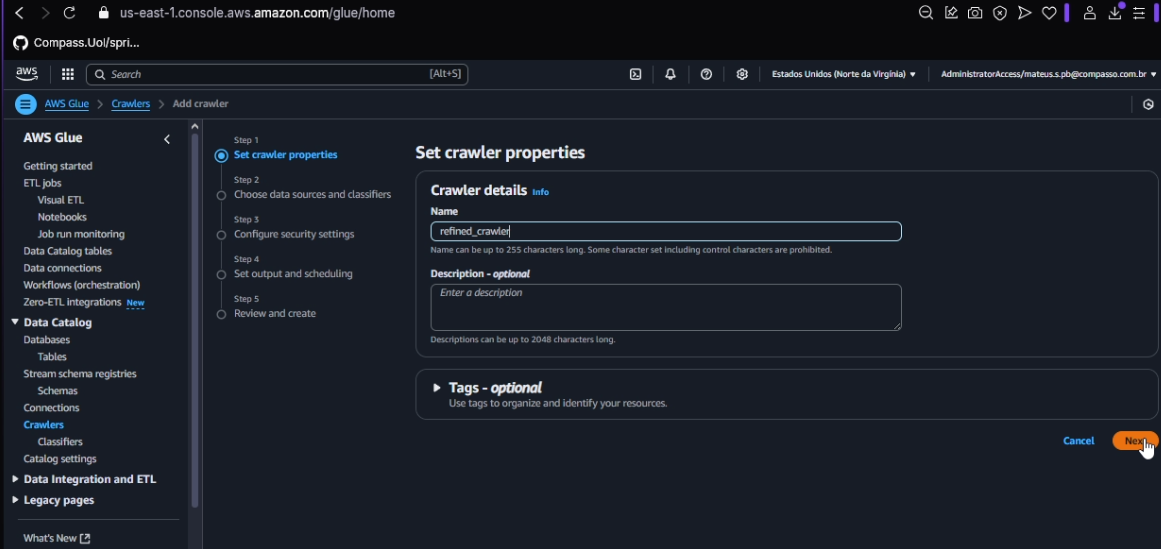 us-east-1.console.aws.amazon.com/glue/home
Compass.Uol/spri...
aws
Search
[Alt+S]
Estados Unidos (Norte da Virgínia)
AdministratorAccess/mateus.s.pb@compasso.com.br
AWS Glue
Crawlers
Add crawler
AWS Glue
Getting started
ETL jobs
Visual ETL
Notebooks
Job run monitoring
Data Catalog tables
Data connections
Workflows (orchestration)
Zero-ETL integrations New
Data Catalog
Databases
Tables
Stream schema registries
Schemas
Connections
Crawlers
Classifiers
Catalog settings
Data Integration and ETL
Legacy pages
What's New
Step 1
Set crawler properties
Step 2
Choose data sources and classifiers
Step 3
Configure security settings
Step 4
Set output and scheduling
Step 5
Review and create
Set crawler properties
Crawler details Info
Name
refined_crawler
Name can be up to 255 characters long. Some character set including control characters are prohibited.
Description - optional
Enter a description
Descriptions can be up to 2048 characters long.
Tags - optional
Use tags to organize and identify your resources.
Cancel
Next